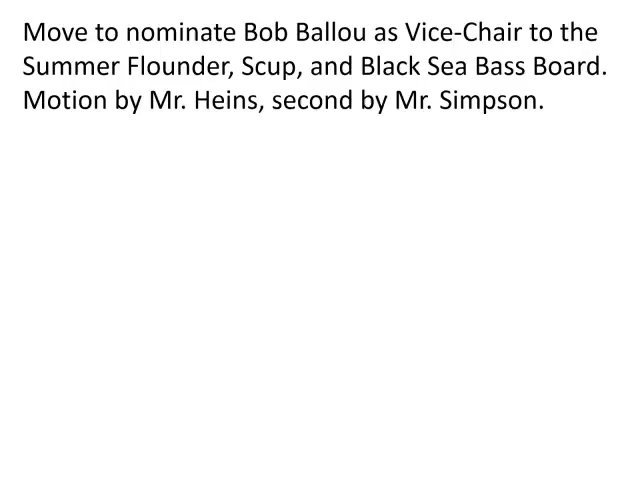 Move to nominate Bob Ballou as Vice-Chair to the
Summer Flounder, Scup, and Black Sea Bass Board.
Motion by Mr. Heins, second by Mr. Simpson.